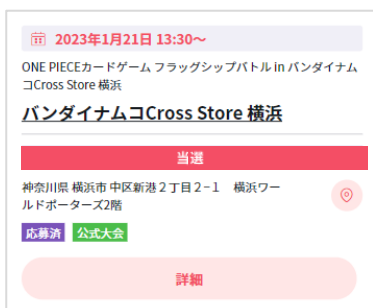 2023年1月21日 13:30～
ONE PIECEカードゲーム フラッグシップバトル in バンダイナム
コCross Store 横浜
バンダイナムコCross Store 横浜
当選
神奈川県 横浜市 中区新港２丁目２−１　横浜ワー
ルドポーターズ2階
応募済 公式大会
詳細